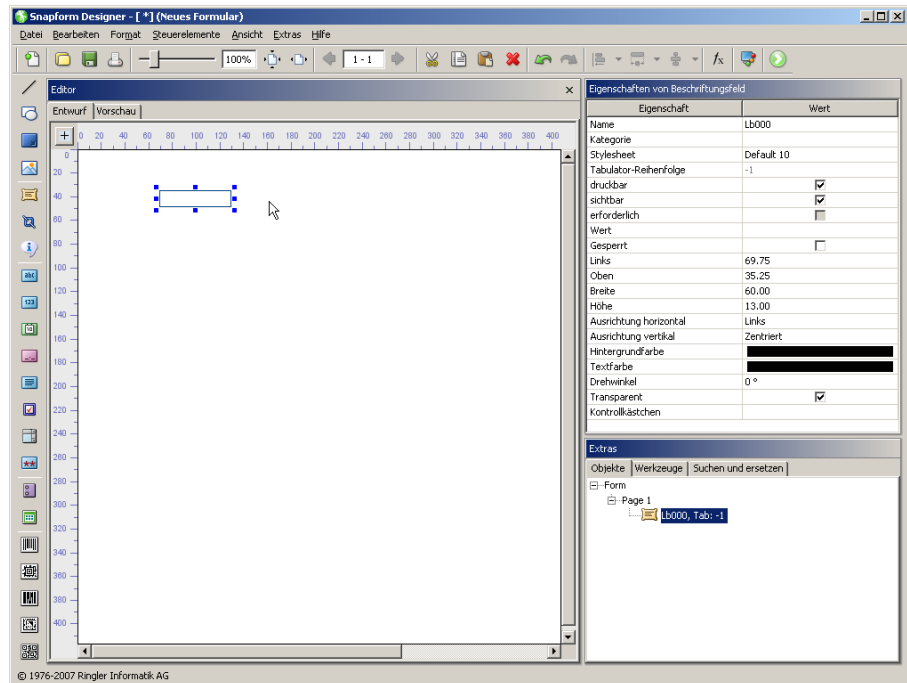 Snapform Designer - [ *] (Neues Formular)
Datei Bearbeiten Format Steuerelemente Ansicht Extras Hilfe
100% 1 - 1 fx
Editor ×
Entwurf Vorschau
0 20 40 60 80 100 120 140 160 180 200 220 240 260 280 300 320 340 360 380 400
0
20
40
60
80
100
120
140
160
180
200
220
240
260
280
300
320
340
360
380
400
abc
123
Eigenschaften von Beschriftungsfeld
Eigenschaft Wert
Name Lb000
Kategorie
Stylesheet Default 10
Tabulator-Reihenfolge -1
druckbar
sichtbar
erforderlich
Wert
Gesperrt
Links 69.75
Oben 35.25
Breite 60.00
Höhe 13.00
Ausrichtung horizontal Links
Ausrichtung vertikal Zentriert
Hintergrundfarbe
Textfarbe
Drehwinkel 0 °
Transparent
Kontrollkästchen
Extras
Objekte Werkzeuge Suchen und ersetzen
Form
Page 1
Lb000, Tab: -1
© 1976-2007 Ringler Informatik AG